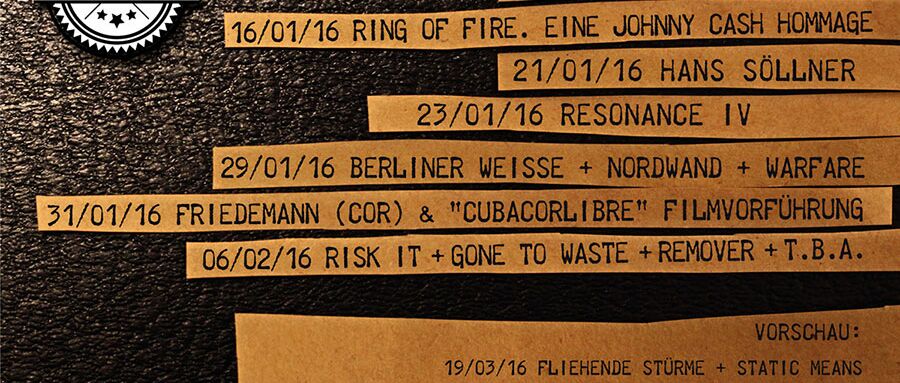 16/01/16 RING OF FIRE. EINE JOHNNY CASH HOMMAGE
21/01/16 HANS SÖLLNER
23/01/16 RESONANCE IV
29/01/16 BERLINER WEISSE + NORDWAND + WARFARE
31/01/16 FRIEDEMANN (COR) & "CUBACORLIBRE" FILMVORFÜHRUNG
06/02/16 RISK IT + GONE TO WASTE + REMOVER + T.B.A.
VORSCHAU:
19/03/16 FLIEHENDE STÜRME + STATIC MEANS